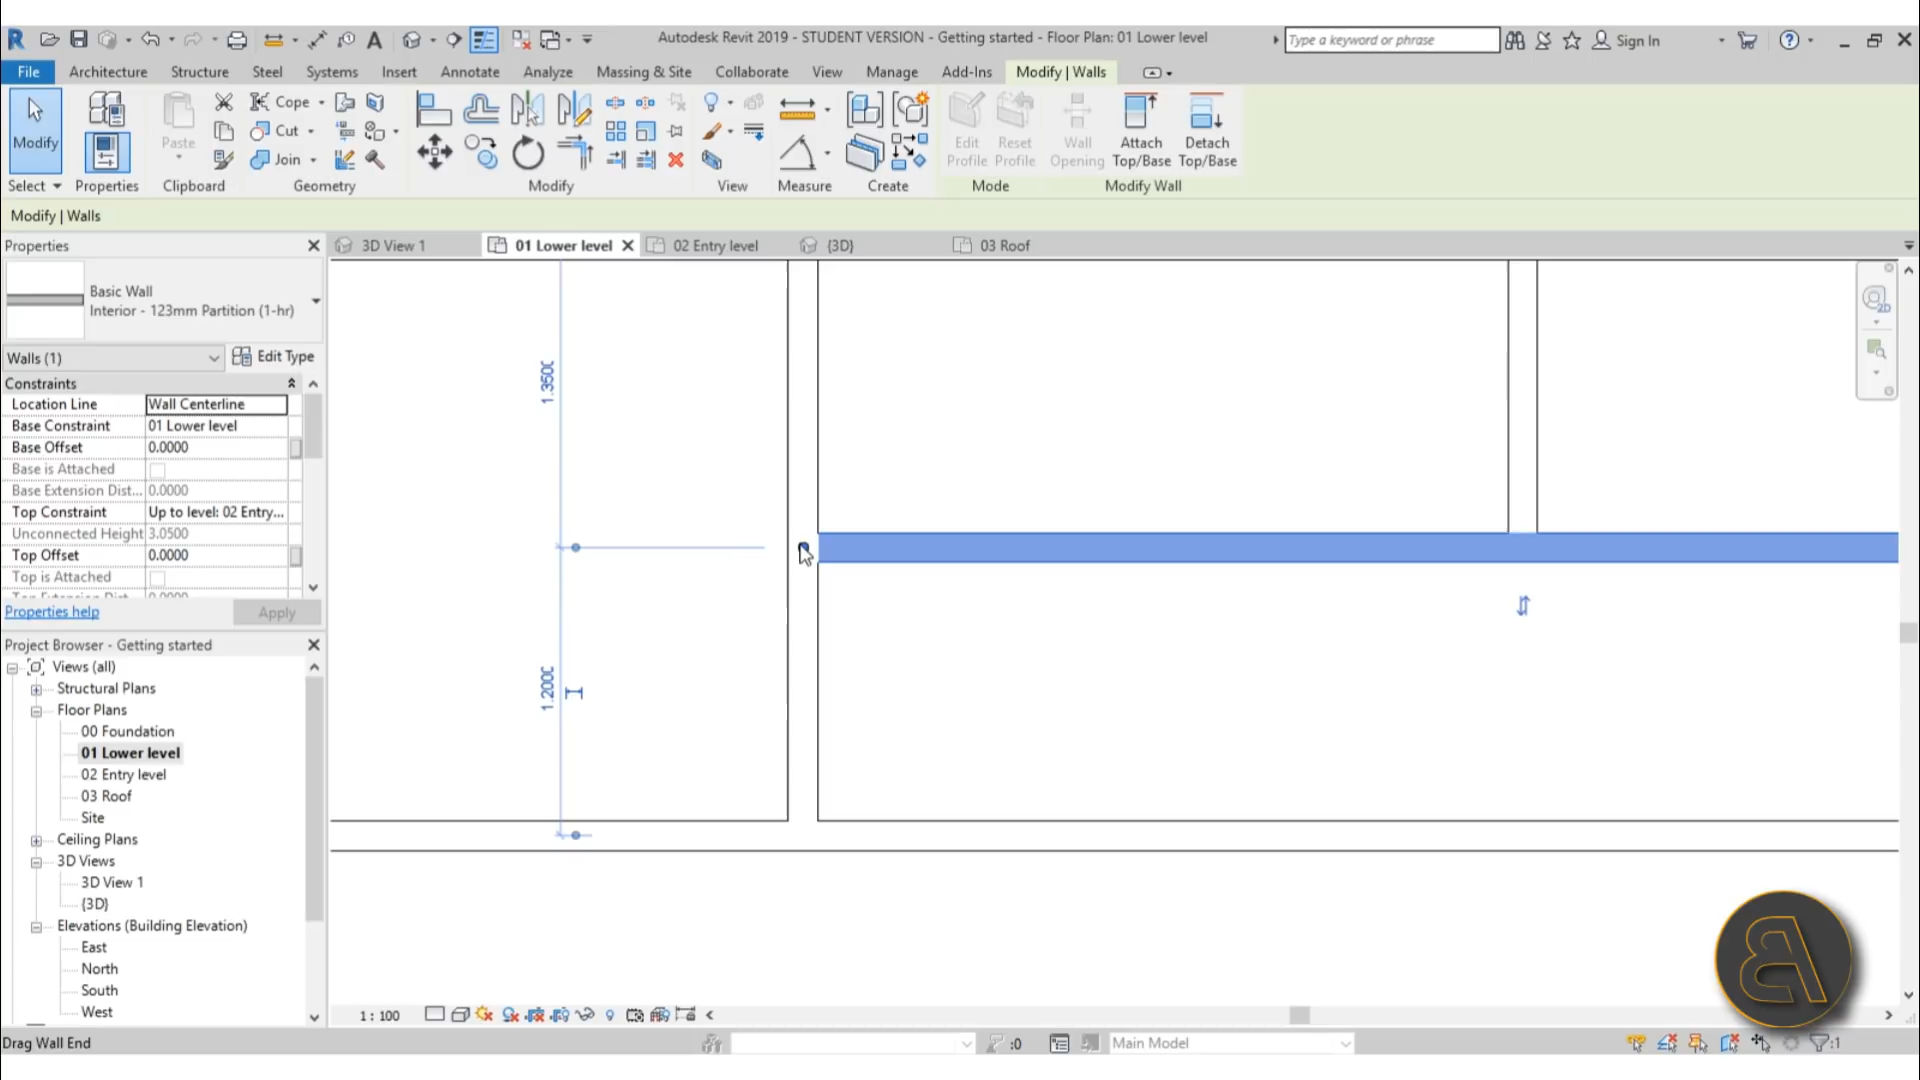 Autodesk Revit 2019 - STUDENT VERSION - Getting started - Floor Plan: 01 Lower level
Type a keyword or phrase
Sign In
File Architecture Structure Steel Systems Insert Annotate Analyze Massing & Site Collaborate View Manage Add-Ins Modify | Walls
Modify
Paste
Cope
Cut
Join
Edit Profile
Reset Profile
Wall Opening
Attach Top/Base
Detach Top/Base
Select Properties Clipboard Geometry Modify View Measure Create Mode Modify Wall
Modify | Walls
Properties
3D View 1
01 Lower level
02 Entry level
{3D}
03 Roof
Basic Wall
Interior - 123mm Partition (1-hr)
Walls (1)
Edit Type
Constraints
Location Line Wall Centerline
Base Constraint 01 Lower level
Base Offset 0.0000
Base is Attached
Base Extension Dist... 0.0000
Top Constraint Up to level: 02 Entry...
Unconnected Height 3.0500
Top Offset 0.0000
Top is Attached
Properties help
Apply
Project Browser - Getting started
Views (all)
Structural Plans
Floor Plans
00 Foundation
01 Lower level
02 Entry level
03 Roof
Site
Ceiling Plans
3D Views
3D View 1
{3D}
Elevations (Building Elevation)
East
North
South
West
1.3500
1.2000
2D
1 : 100
Drag Wall End
:0
Main Model
:1